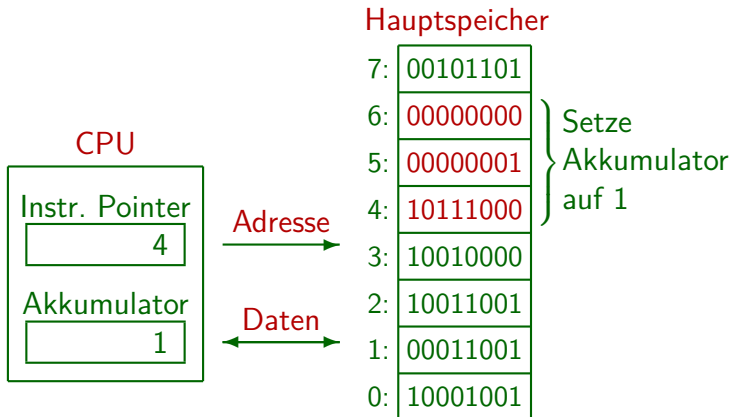 Hauptspeicher
7: 00101101
6: 00000000
5: 00000001
4: 10111000
3: 10010000
2: 10011001
1: 00011001
0: 10001001
Setze
Akkumulator
auf 1
CPU
Instr. Pointer
4
Akkumulator
1
Adresse
Daten